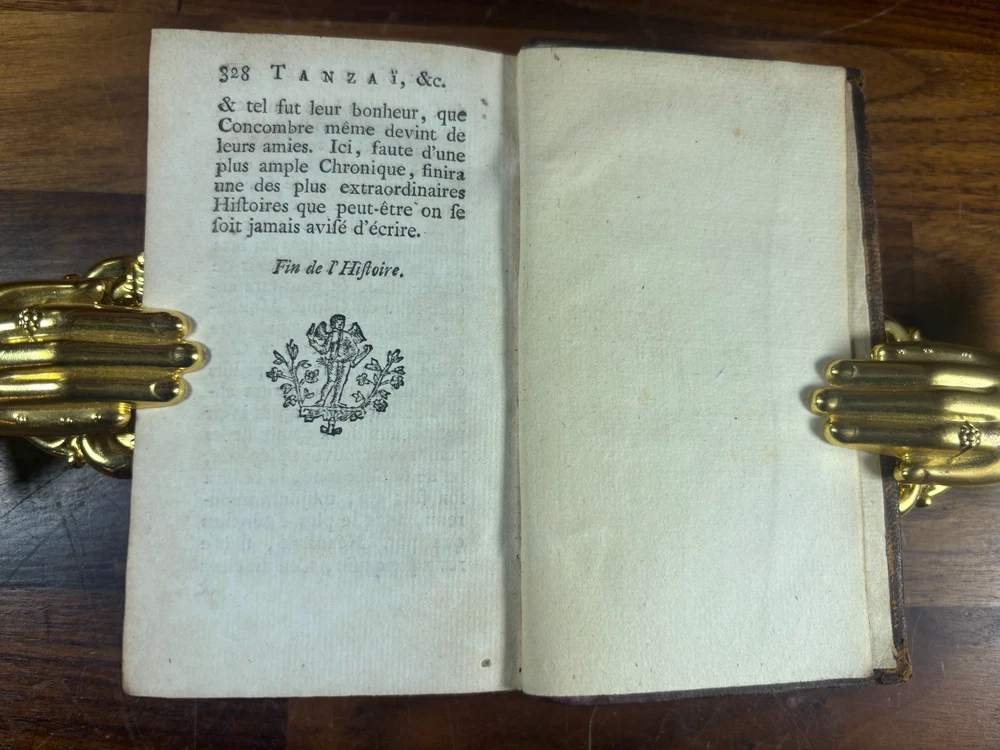 328 TANZAÏ, &c.
& tel fut leur bonheur, que
Concombre même devint de
leurs amies. Ici, faute d'une
plus ample Chronique, finira
une des plus extraordinaires
Hiſtoires que peut-être on ſe
ſoit jamais aviſé d'écrire.
Fin de l'Hiſtoire.